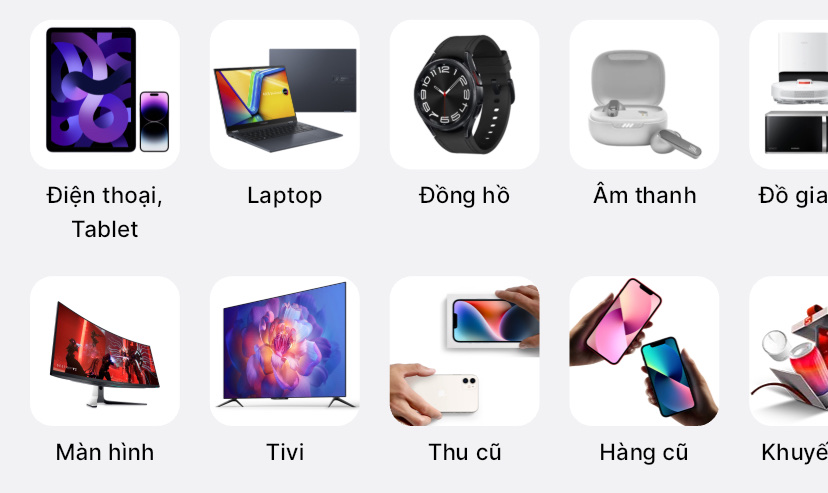 Điện thoại,
Tablet
Laptop
Đồng hồ
Âm thanh
Đồ gia
Màn hình
Tivi
Thu cũ
Hàng cũ
Khuyế